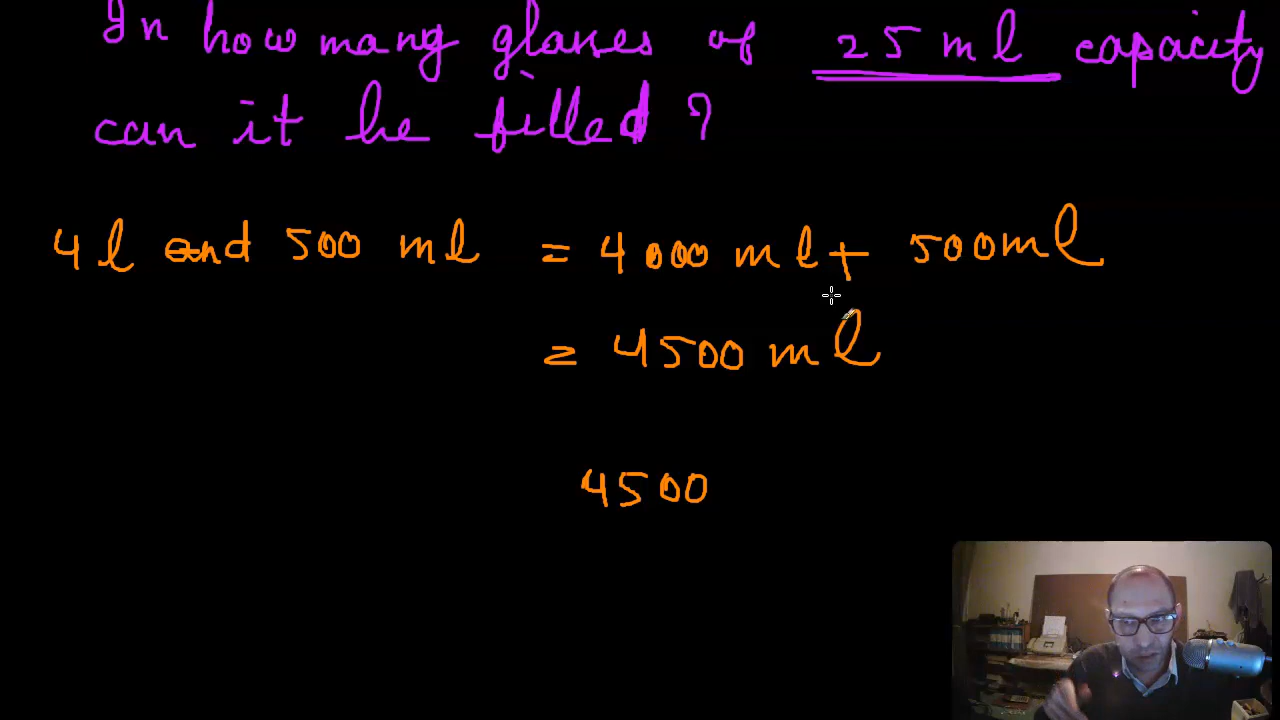 In how many glasses of 25 ml capacity
can it be filled ?
4 l and 500 ml = 4000 ml + 500 ml
= 4500 ml
4500